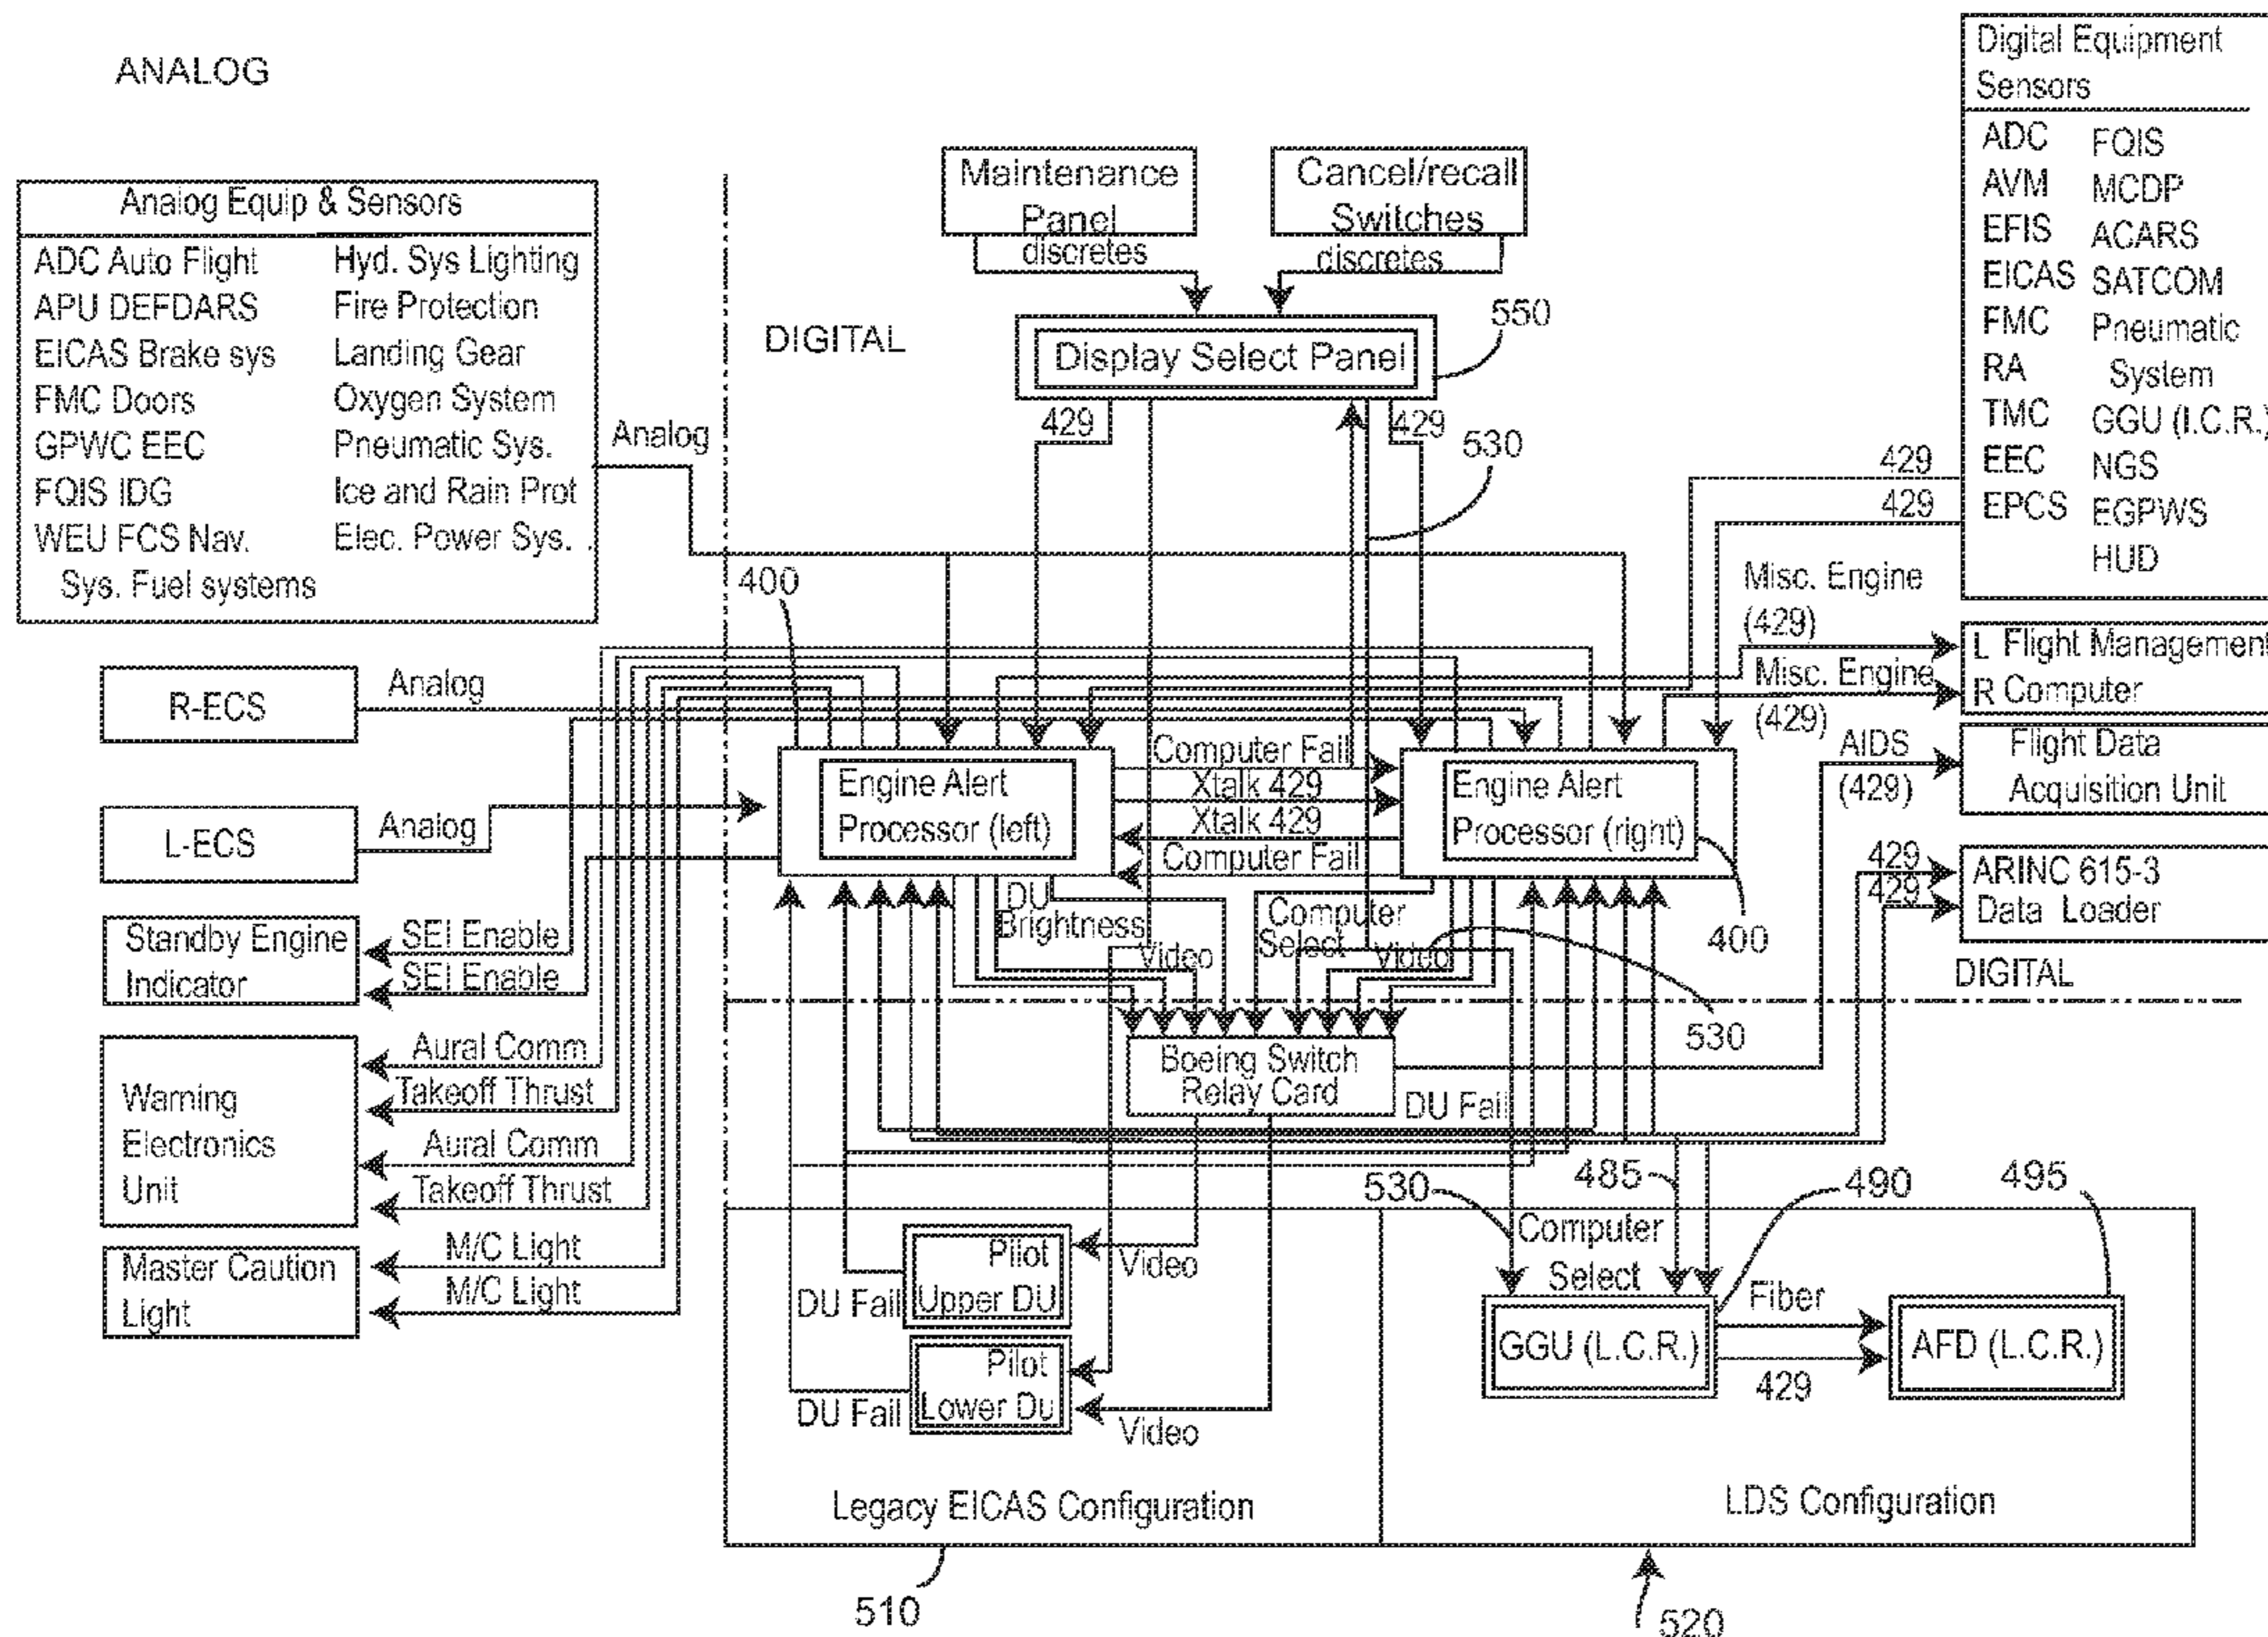 ANALOG
Analog Equip & Sensors
ADC Auto Flight
APU DEFDARS
EICAS Brake sys
FMC Doors
GPWC EEC
FQIS IDG
WEU FCS Nav.
Sys. Fuel systems
Hyd. Sys Lighting
Fire Protection
Landing Gear
Oxygen System
Pneumatic Sys.
Ice and Rain Prot
Elec. Power Sys.
Analog
R-ECS
Analog
L-ECS
Analog
Standby Engine
Indicator
SEI Enable
SEI Enable
Warning
Electronics
Unit
Aural Comm
Takeoff Thrust
Aural Comm
Takeoff Thrust
Master Caution
Light
M/C Light
M/C Light
DIGITAL
Maintenance
Panel
discretes
Cancel/recall
Switches
discretes
Display Select Panel
550
429
429
530
400
Engine Alert
Processor (left)
Computer Fail
Xtalk 429
Xtalk 429
Computer Fail
Engine Alert
Processor (right)
400
DU
Brightness
Video
Computer
Select
Video
530
Boeing Switch
Relay Card
DU Fail
Digital Equipment
Sensors
ADC
AVM
EFIS
EICAS
FMC
RA
TMC
EEC
EPCS
FQIS
MCDP
ACARS
SATCOM
Pneumatic
System
GGU (I.C.R.)
NGS
EGPWS
HUD
429
429
Misc. Engine
(429)
Misc. Engine
(429)
L Flight Management
R Computer
AIDS
(429)
Flight Data
Acquisition Unit
429
429
ARINC 615-3
Data Loader
DIGITAL
Pilot
Upper DU
Video
DU Fail
Pilot
Lower Du
Video
DU Fail
Legacy EICAS Configuration
510
530
485
490
495
Computer
Select
GGU (L.C.R.)
Fiber
429
AFD (L.C.R.)
LDS Configuration
520